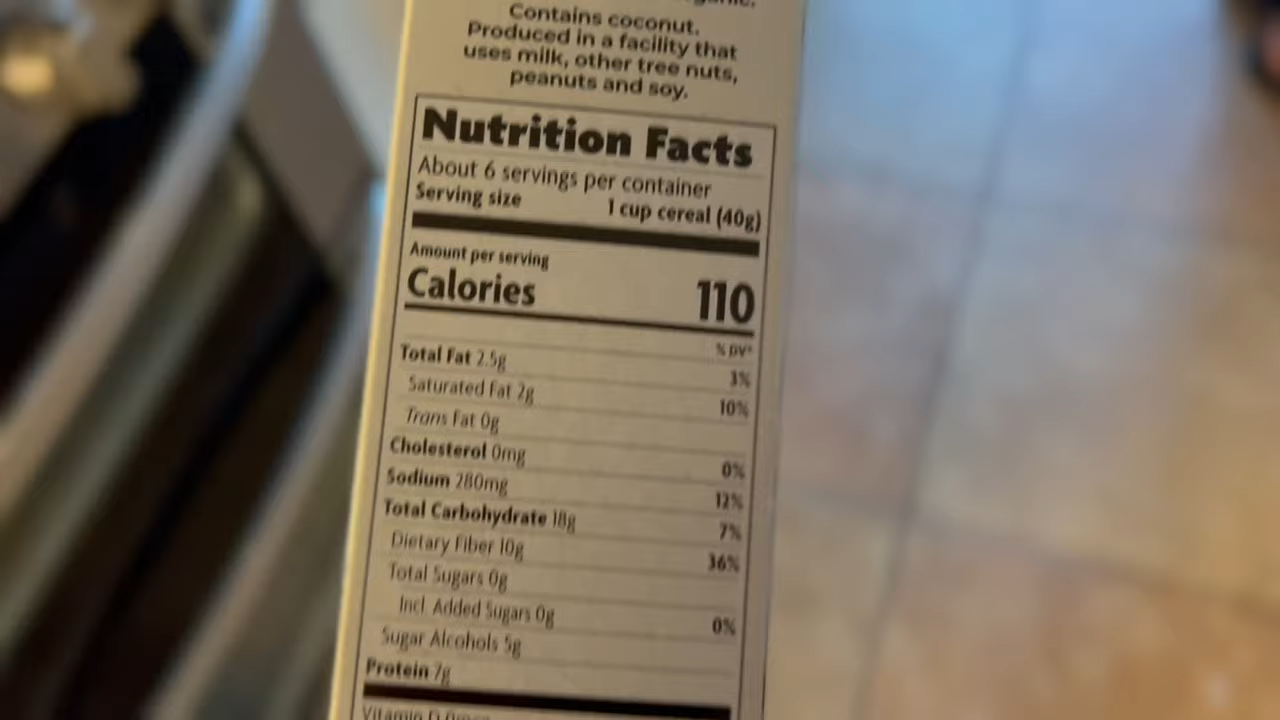 Contains coconut.
Produced in a facility that
uses milk, other tree nuts,
peanuts and soy.
Nutrition Facts
About 6 servings per container
Serving size 1 cup cereal (40g)
Amount per serving
Calories 110
% DV*
Total Fat 2.5g 3%
Saturated Fat 2g 10%
Trans Fat 0g
Cholesterol 0mg 0%
Sodium 280mg 12%
Total Carbohydrate 18g 7%
Dietary Fiber 10g 36%
Total Sugars 0g
Incl. Added Sugars 0g 0%
Sugar Alcohols 5g
Protein 7g
Vitamin D